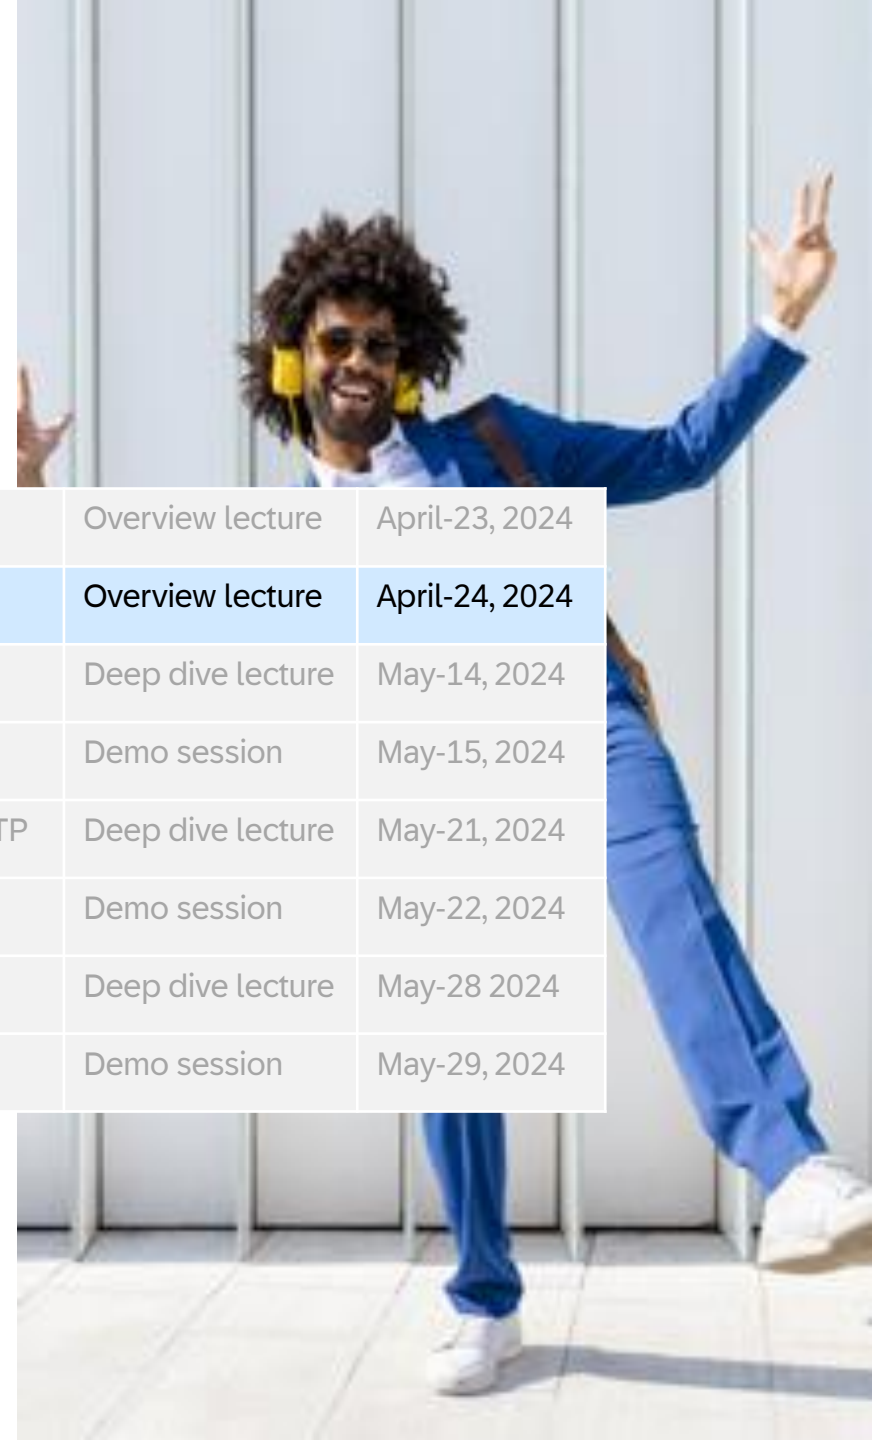 Overview lecture April-23, 2024
Overview lecture April-24, 2024
Deep dive lecture May-14, 2024
Demo session May-15, 2024
TP Deep dive lecture May-21, 2024
Demo session May-22, 2024
Deep dive lecture May-28 2024
Demo session May-29, 2024